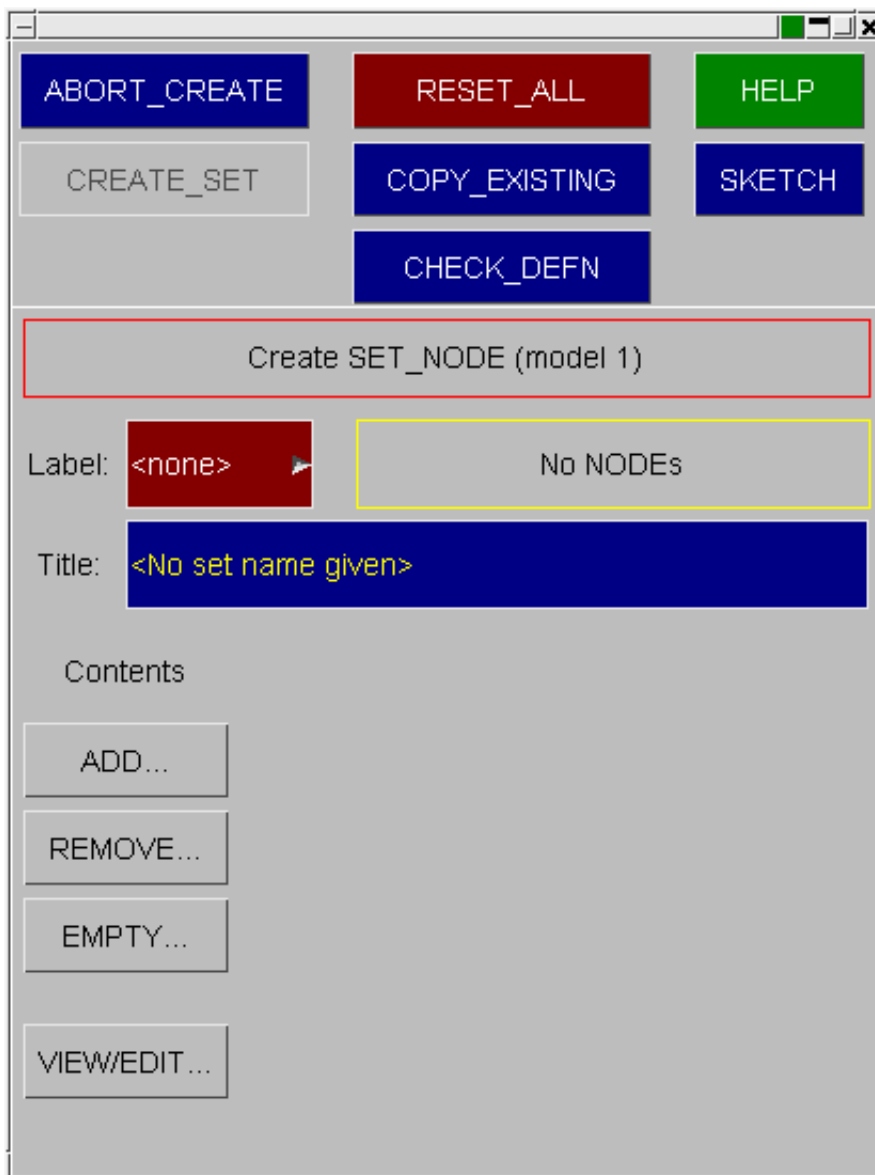 ABORT_CREATE RESET_ALL HELP
CREATE_SET COPY_EXISTING SKETCH
CHECK_DEFN
Create SET_NODE (model 1)
Label: <none> No NODEs
Title: <No set name given>
Contents
ADD...
REMOVE...
EMPTY...
VIEW/EDIT...